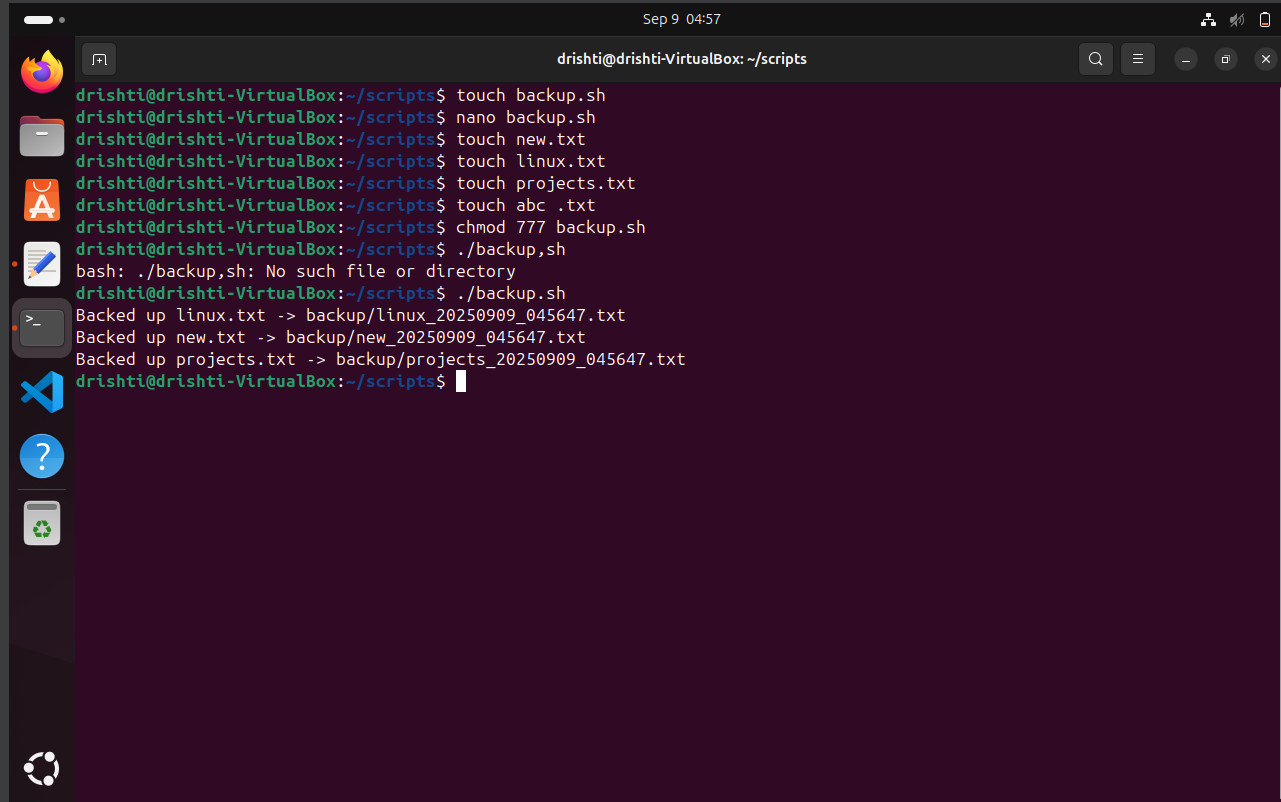 Sep 9 04:57
drishti@drishti-VirtualBox: ~/scripts
drishti@drishti-VirtualBox:~/scripts$ touch backup.sh
drishti@drishti-VirtualBox:~/scripts$ nano backup.sh
drishti@drishti-VirtualBox:~/scripts$ touch new.txt
drishti@drishti-VirtualBox:~/scripts$ touch linux.txt
drishti@drishti-VirtualBox:~/scripts$ touch projects.txt
drishti@drishti-VirtualBox:~/scripts$ touch abc .txt
drishti@drishti-VirtualBox:~/scripts$ chmod 777 backup.sh
drishti@drishti-VirtualBox:~/scripts$ ./backup,sh
bash: ./backup,sh: No such file or directory
drishti@drishti-VirtualBox:~/scripts$ ./backup.sh
Backed up linux.txt -> backup/linux_20250909_045647.txt
Backed up new.txt -> backup/new_20250909_045647.txt
Backed up projects.txt -> backup/projects_20250909_045647.txt
drishti@drishti-VirtualBox:~/scripts$